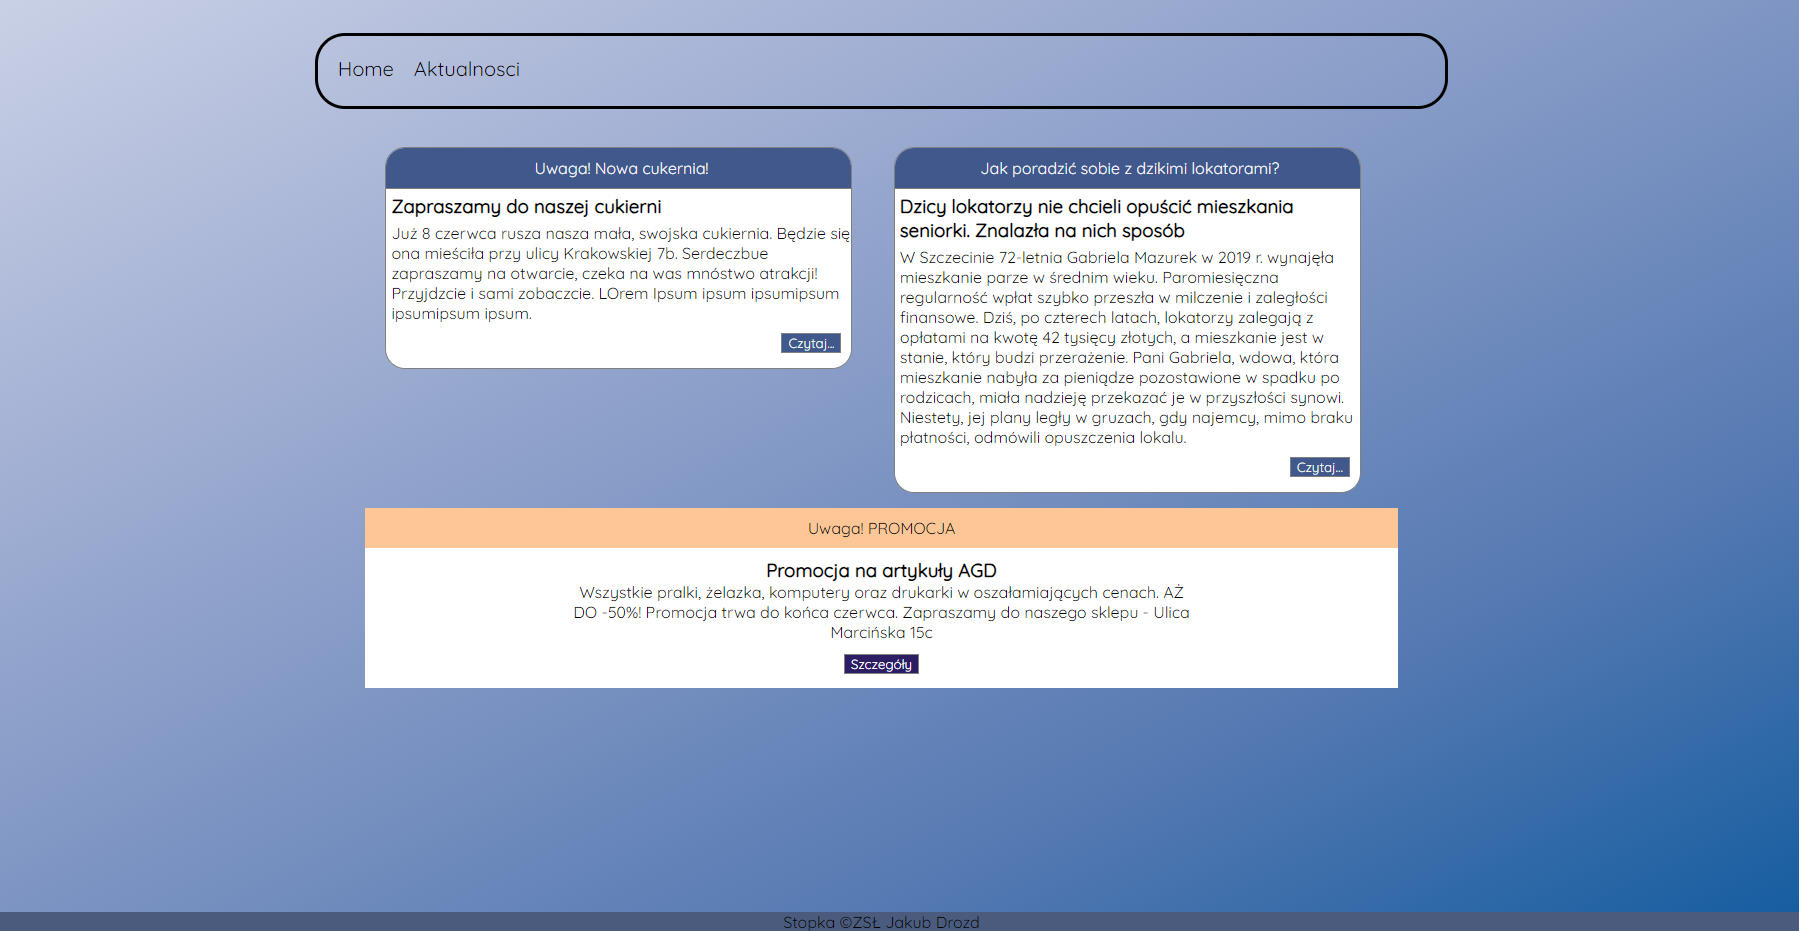 Home Aktualnosci
Uwaga! Nowa cukernia!
Zapraszamy do naszej cukierni
Już 8 czerwca rusza nasza mała, swojska cukiernia. Będzie się
ona mieściła przy ulicy Krakowskiej 7b. Serdeczbue
zapraszamy na otwarcie, czeka na was mnóstwo atrakcji!
Przyjdzcie i sami zobaczcie. LOrem Ipsum ipsum ipsumipsum
ipsumipsum ipsum.
Czytaj...
Jak poradzić sobie z dzikimi lokatorami?
Dzicy lokatorzy nie chcieli opuścić mieszkania
seniorki. Znalazła na nich sposób
W Szczecinie 72-letnia Gabriela Mazurek w 2019 r. wynajęła
mieszkanie parze w średnim wieku. Paromiesięczna
regularność wpłat szybko przeszła w milczenie i zaległości
finansowe. Dziś, po czterech latach, lokatorzy zalegają z
opłatami na kwotę 42 tysięcy złotych, a mieszkanie jest w
stanie, który budzi przerażenie. Pani Gabriela, wdowa, która
mieszkanie nabyła za pieniądze pozostawione w spadku po
rodzicach, miała nadzieję przekazać je w przyszłości synowi.
Niestety, jej plany legły w gruzach, gdy najemcy, mimo braku
płatności, odmówili opuszczenia lokalu.
Czytaj...
Uwaga! PROMOCJA
Promocja na artykuły AGD
Wszystkie pralki, żelazka, komputery oraz drukarki w oszałamiających cenach. AŻ
DO -50%! Promocja trwa do końca czerwca. Zapraszamy do naszego sklepu - Ulica
Marcińska 15c
Szczegóły
Stopka ©ZSŁ Jakub Drozd